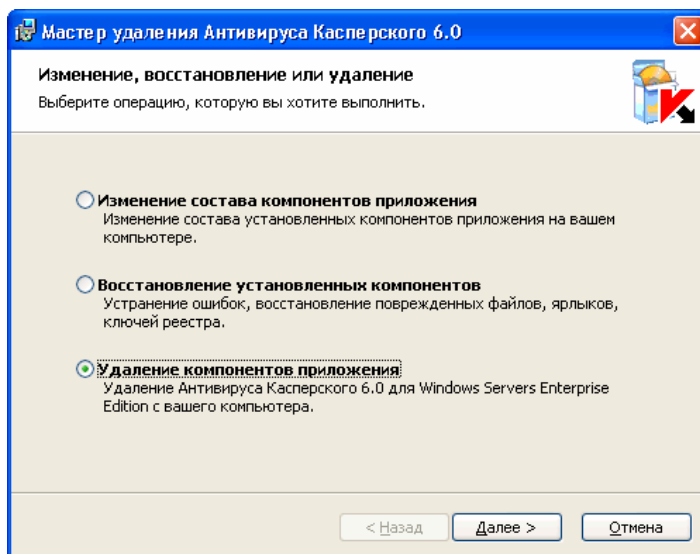 Мастер удаления Антивируса Касперского 6.0
Изменение, восстановление или удаление
Выберите операцию, которую вы хотите выполнить.
Изменение состава компонентов приложения
Изменение состава установленных компонентов приложения на вашем
компьютере.
Восстановление установленных компонентов
Устранение ошибок, восстановление поврежденных файлов, ярлыков,
ключей реестра.
Удаление компонентов приложения
Удаление Антивируса Касперского 6.0 для Windows Servers Enterprise
Edition с вашего компьютера.
< Назад
Далее >
Отмена